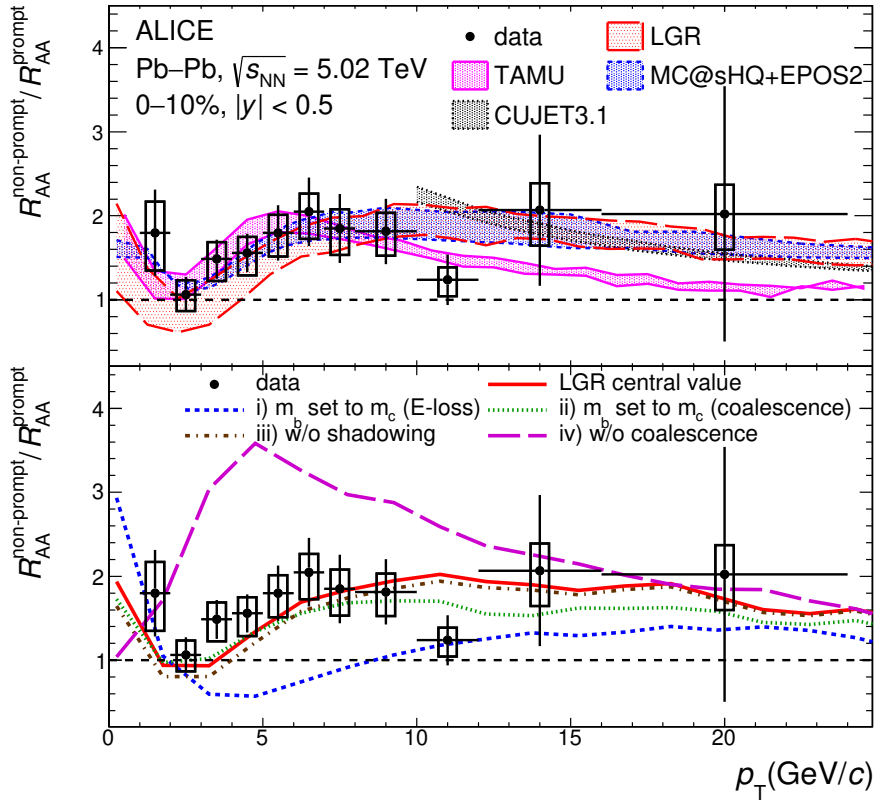 ALICE
Pb–Pb, √s_NN = 5.02 TeV
0–10%, |y| < 0.5
data
LGR
TAMU
MC@sHQ+EPOS2
CUJET3.1
R_AA^non-prompt / R_AA^prompt
4
3
2
1
data
LGR central value
i) m_b set to m_c (E-loss)
ii) m_b set to m_c (coalescence)
iii) w/o shadowing
iv) w/o coalescence
R_AA^non-prompt / R_AA^prompt
4
3
2
1
0 5 10 15 20
p_T (GeV/c)